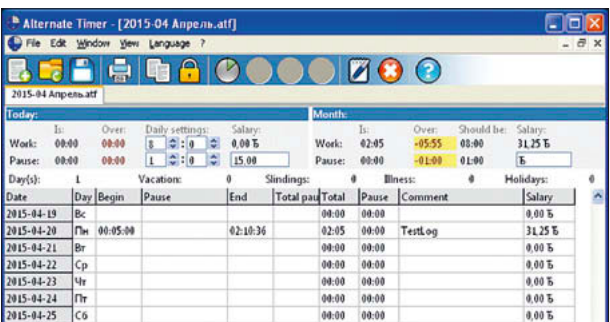 Alternate Timer - [2015-04 Апрель.atf]
File Edit Window View Language ?
2015-04 Апрель.atf
Today: Month:
Is: Over: Daily settings: Salary: Is: Over: Should be: Salary:
Work: 00:00 00:00 8 : 0 0,00 Ъ Work: 02:05 -05:55 08:00 31,25 Ъ
Pause: 00:00 00:00 1 : 0 15.00 Pause: 00:00 -01:00 01:00 Ъ
Day(s): 1 Vacation: 0 Slindings: 0 Illness: 0 Holidays: 0
Date Day Begin Pause End Total pau Total Pause Comment Salary
2015-04-19 Вс 00:00 00:00 0,00 Ъ
2015-04-20 Пн 00:05:00 02:10:36 02:05 00:00 TestLog 31,25 Ъ
2015-04-21 Вт 00:00 00:00 0,00 Ъ
2015-04-22 Ср 00:00 00:00 0,00 Ъ
2015-04-23 Чт 00:00 00:00 0,00 Ъ
2015-04-24 Пт 00:00 00:00 0,00 Ъ
2015-04-25 Сб 00:00 00:00 0,00 Ъ